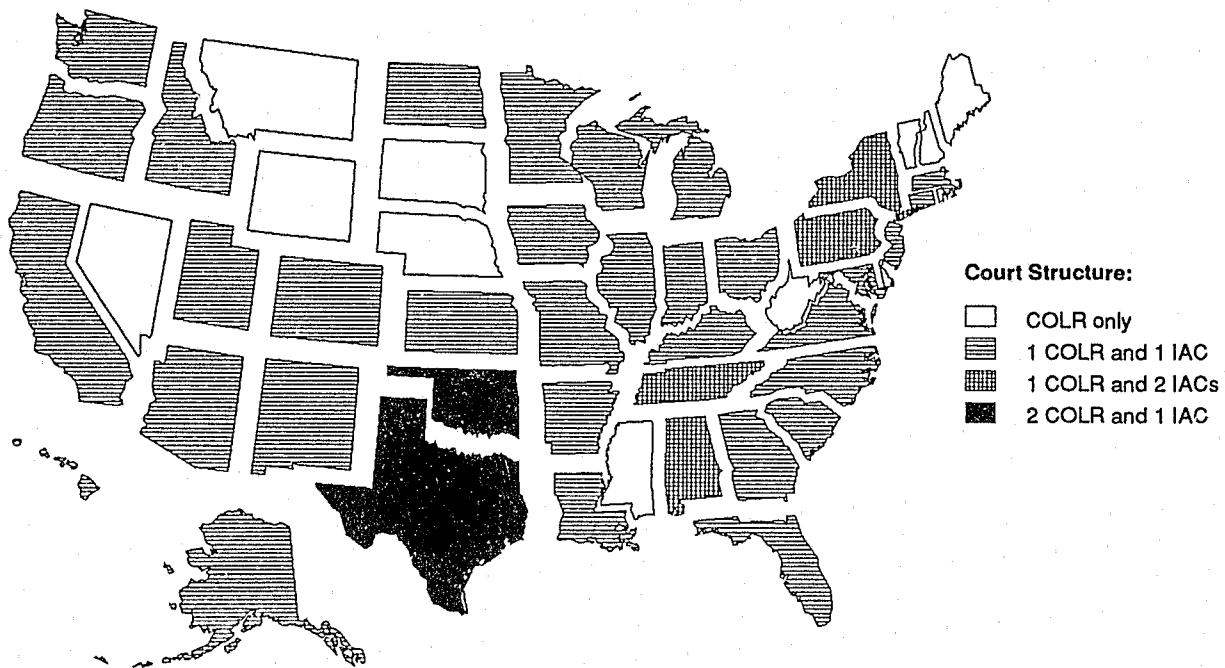 Court Structure:
COLR only
1 COLR and 1 IAC
1 COLR and 2 IACs
2 COLR and 1 IAC